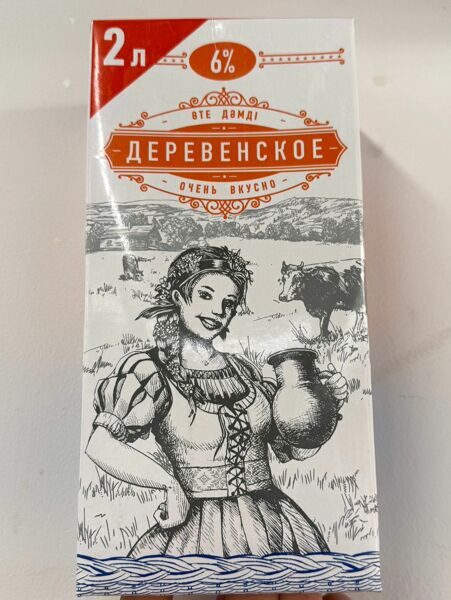 2 л
6%
өте дәмді
ДЕРЕВЕНСКОЕ
ОЧЕНЬ ВКУСНО